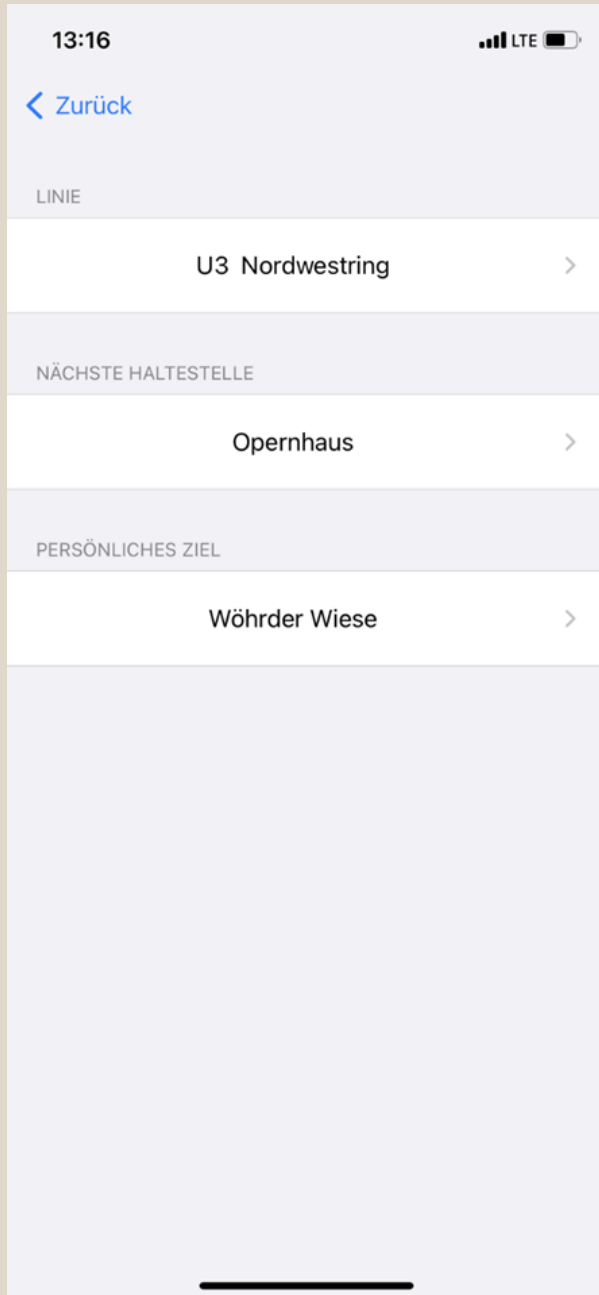 13:16 LTE
Zurück
LINIE
U3 Nordwestring
NÄCHSTE HALTESTELLE
Opernhaus
PERSÖNLICHES ZIEL
Wöhrder Wiese